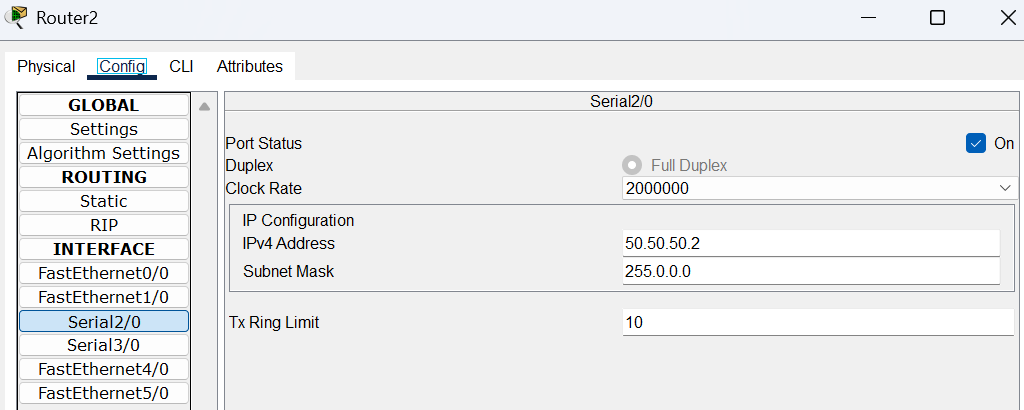 Router2
Physical Config CLI Attributes
GLOBAL
Settings
Algorithm Settings
ROUTING
Static
RIP
INTERFACE
FastEthernet0/0
FastEthernet1/0
Serial2/0
Serial3/0
FastEthernet4/0
FastEthernet5/0
Serial2/0
Port Status On
Duplex Full Duplex
Clock Rate 2000000
IP Configuration
IPv4 Address 50.50.50.2
Subnet Mask 255.0.0.0
Tx Ring Limit 10